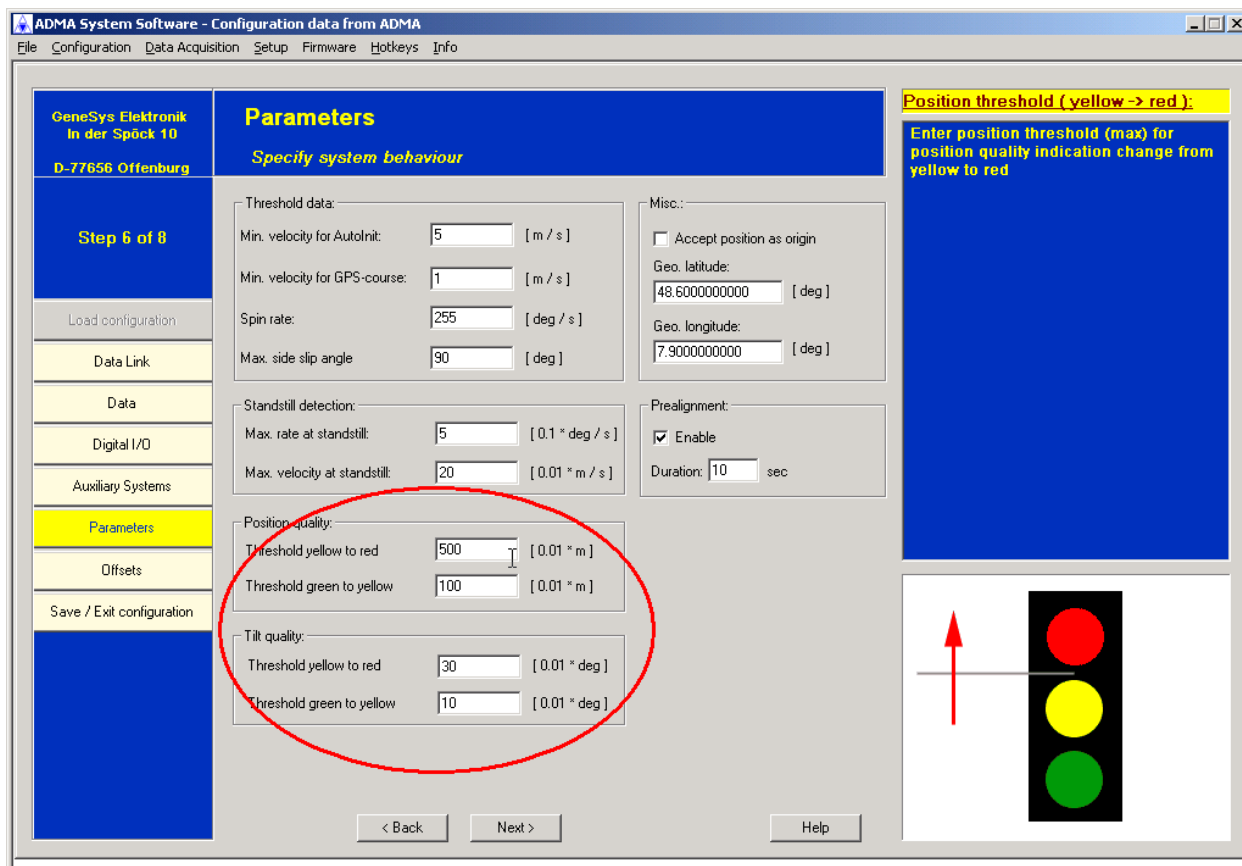 ADMA System Software - Configuration data from ADMA
File Configuration Data Acquisition Setup Firmware Hotkeys Info
GeneSys Elektronik
In der Spöck 10
D-77656 Offenburg
Parameters
Specify system behaviour
Position threshold ( yellow -> red ):
Enter position threshold (max) for
position quality indication change from
yellow to red
Step 6 of 8
Load configuration
Data Link
Data
Digital I/O
Auxiliary Systems
Parameters
Offsets
Save / Exit configuration
Threshold data:
Min. velocity for AutoInit: 5 [ m / s ]
Min. velocity for GPS-course: 1 [ m / s ]
Spin rate: 255 [ deg / s ]
Max. side slip angle 90 [ deg ]
Misc.:
Accept position as origin
Geo. latitude:
48.6000000000 [ deg ]
Geo. longitude:
7.9000000000 [ deg ]
Standstill detection:
Max. rate at standstill: 5 [ 0.1 * deg / s ]
Max. velocity at standstill: 20 [ 0.01 * m / s ]
Prealignment:
Enable
Duration: 10 sec
Position quality:
Threshold yellow to red 500 [ 0.01 * m ]
Threshold green to yellow 100 [ 0.01 * m ]
Tilt quality:
Threshold yellow to red 30 [ 0.01 * deg ]
Threshold green to yellow 10 [ 0.01 * deg ]
< Back Next > Help